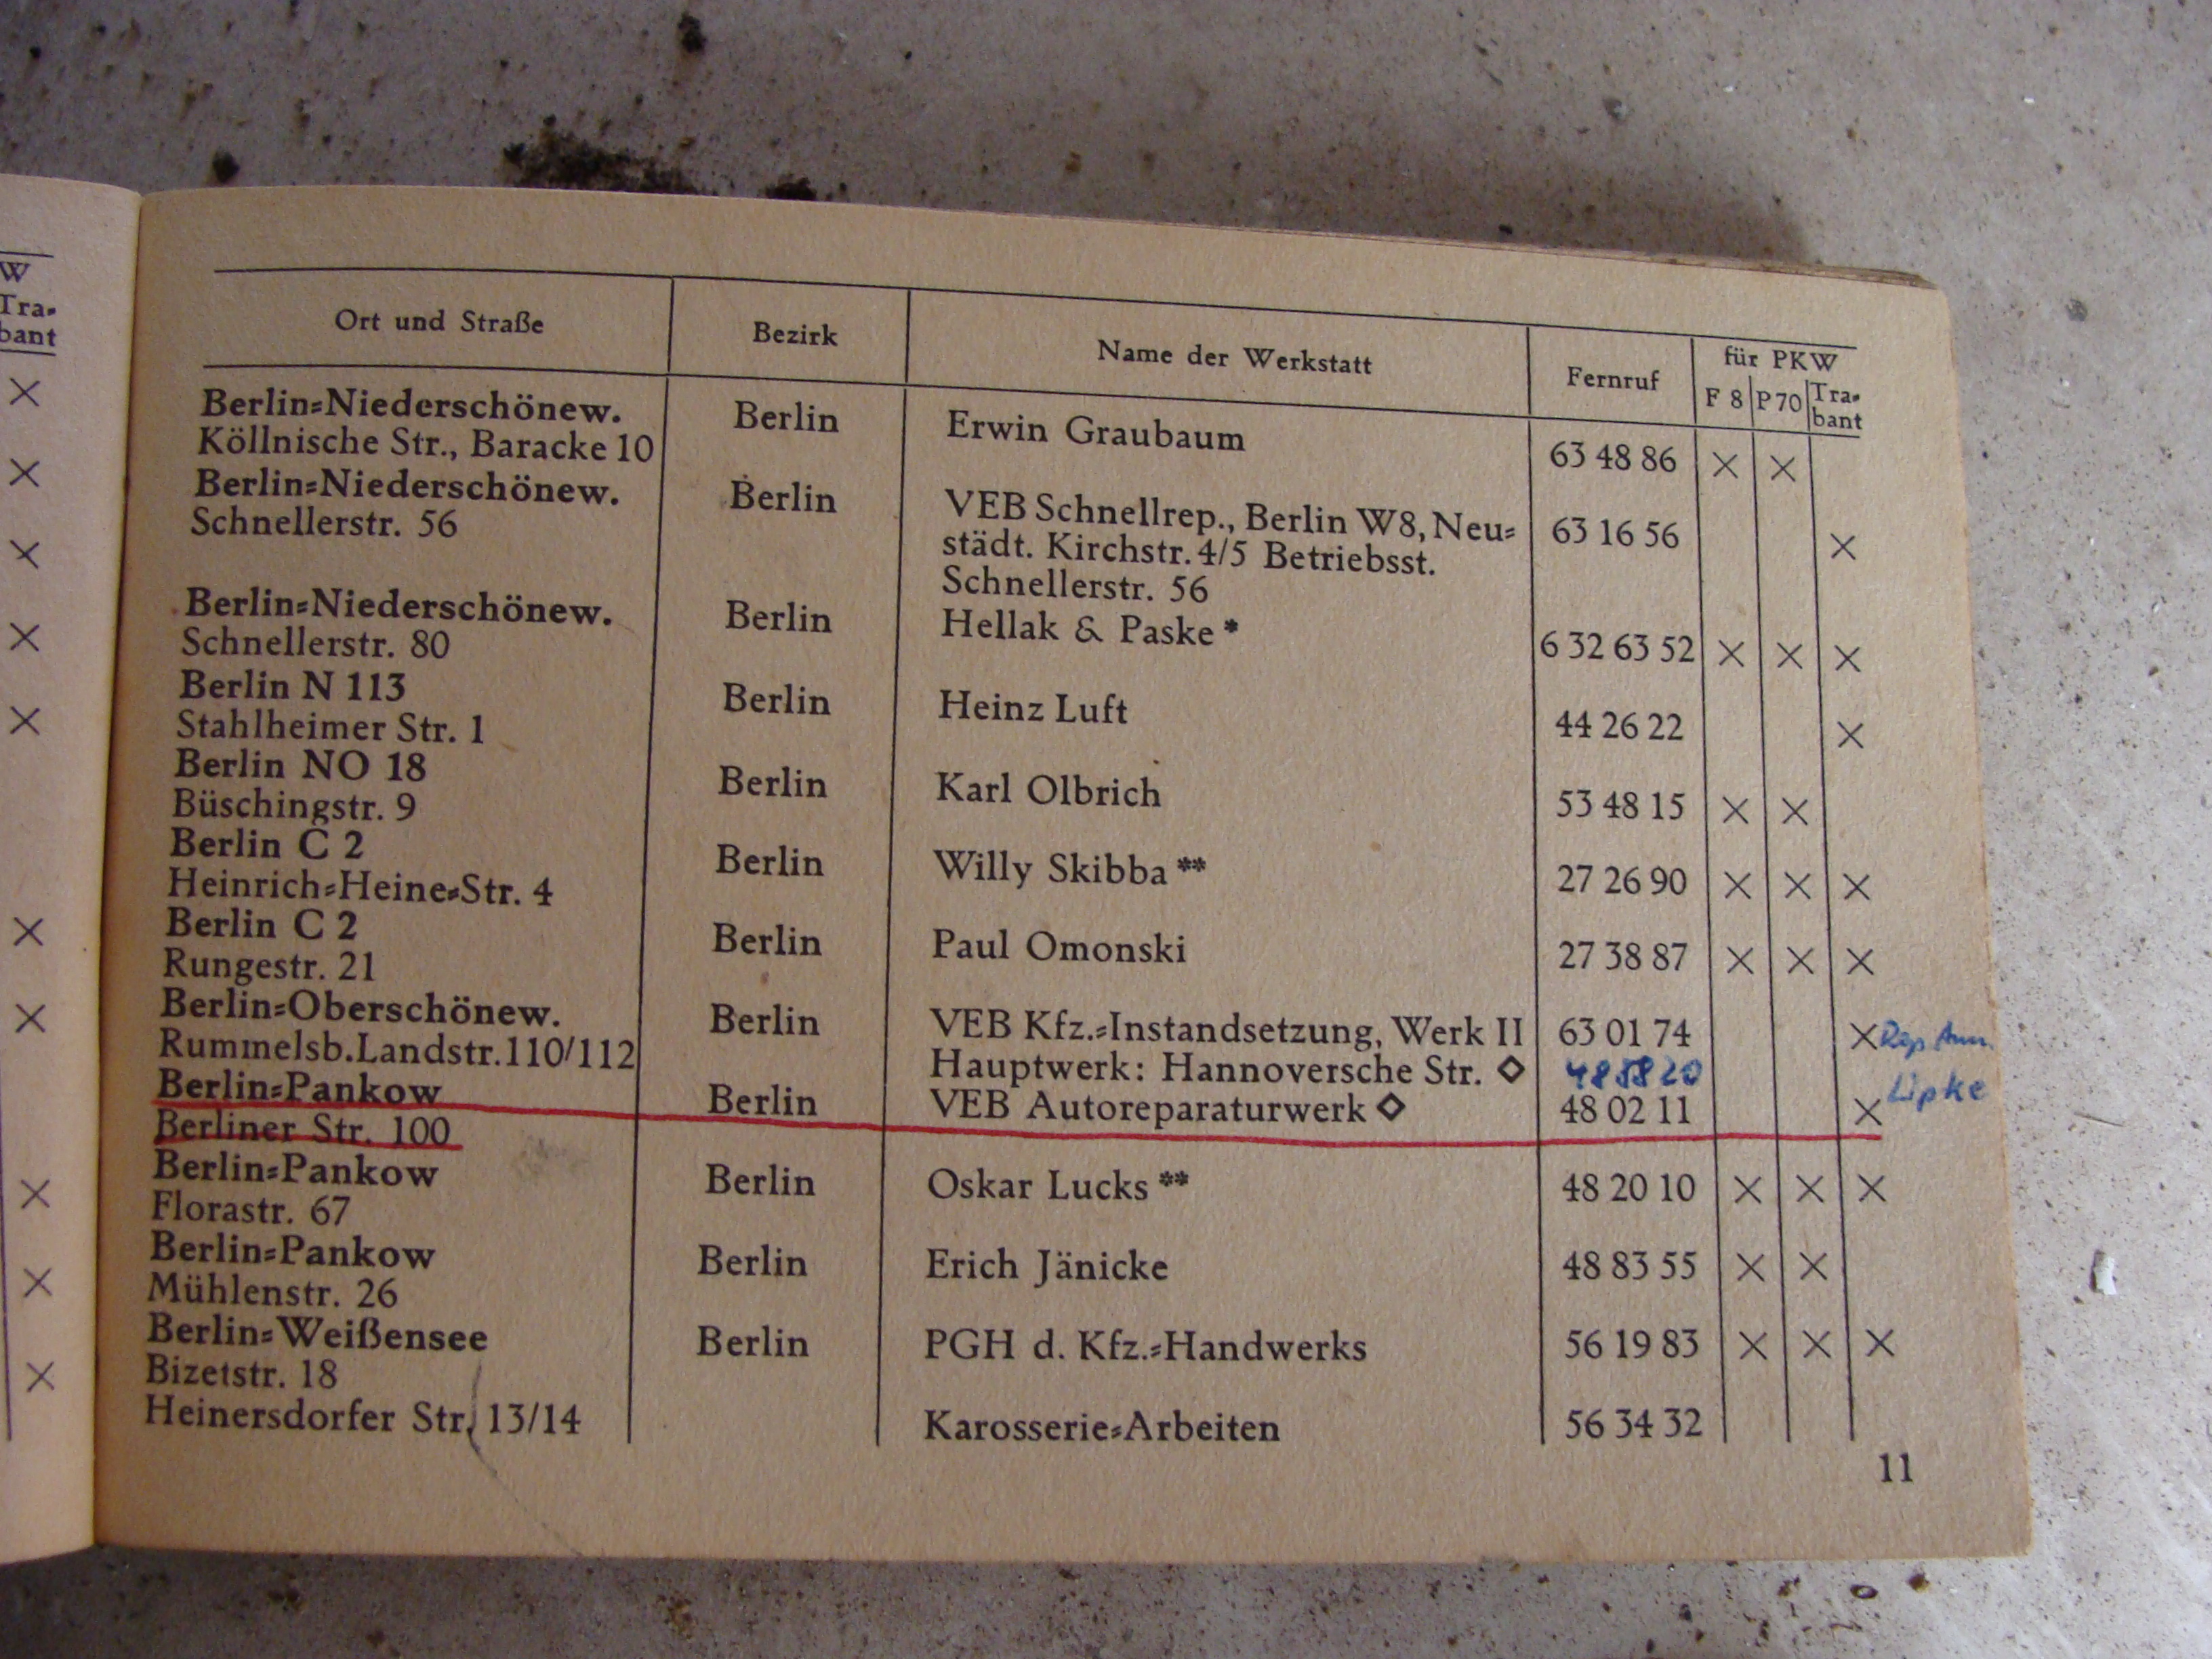 W
Tra-
bant
×
×
×
×
×
×
×
×
×
×
Ort und Straße Bezirk Name der Werkstatt Fernruf für PKW
F 8 P 70 Tra-
bant
Berlin=Niederschönew. Berlin Erwin Graubaum 63 48 86 × ×
Köllnische Str., Baracke 10
Berlin=Niederschönew. Berlin VEB Schnellrep., Berlin W8, Neu= 63 16 56 ×
Schnellerstr. 56 städt. Kirchstr. 4/5 Betriebsst.
Schnellerstr. 56
Berlin=Niederschönew. Berlin Hellak & Paske * 6 32 63 52 × × ×
Schnellerstr. 80
Berlin N 113 Berlin Heinz Luft 44 26 22 ×
Stahlheimer Str. 1
Berlin NO 18 Berlin Karl Olbrich 53 48 15 × ×
Büschingstr. 9
Berlin C 2 Berlin Willy Skibba ** 27 26 90 × × ×
Heinrich=Heine=Str. 4
Berlin C 2 Berlin Paul Omonski 27 38 87 × × ×
Rungestr. 21
Berlin=Oberschönew. Berlin VEB Kfz.=Instandsetzung, Werk II 63 01 74 × Rep
Rummelsb.Landstr.110/112 Hauptwerk: Hannoversche Str. ◇
Berlin=Pankow Berlin VEB Autoreparaturwerk ◇ 48 02 11 × Lipke
Berliner Str. 100
Berlin=Pankow Berlin Oskar Lucks ** 48 20 10 × × ×
Florastr. 67
Berlin=Pankow Berlin Erich Jänicke 48 83 55 × ×
Mühlenstr. 26
Berlin=Weißensee Berlin PGH d. Kfz.=Handwerks 56 19 83 × × ×
Bizetstr. 18
Heinersdorfer Str. 13/14 Karosserie=Arbeiten 56 34 32
11